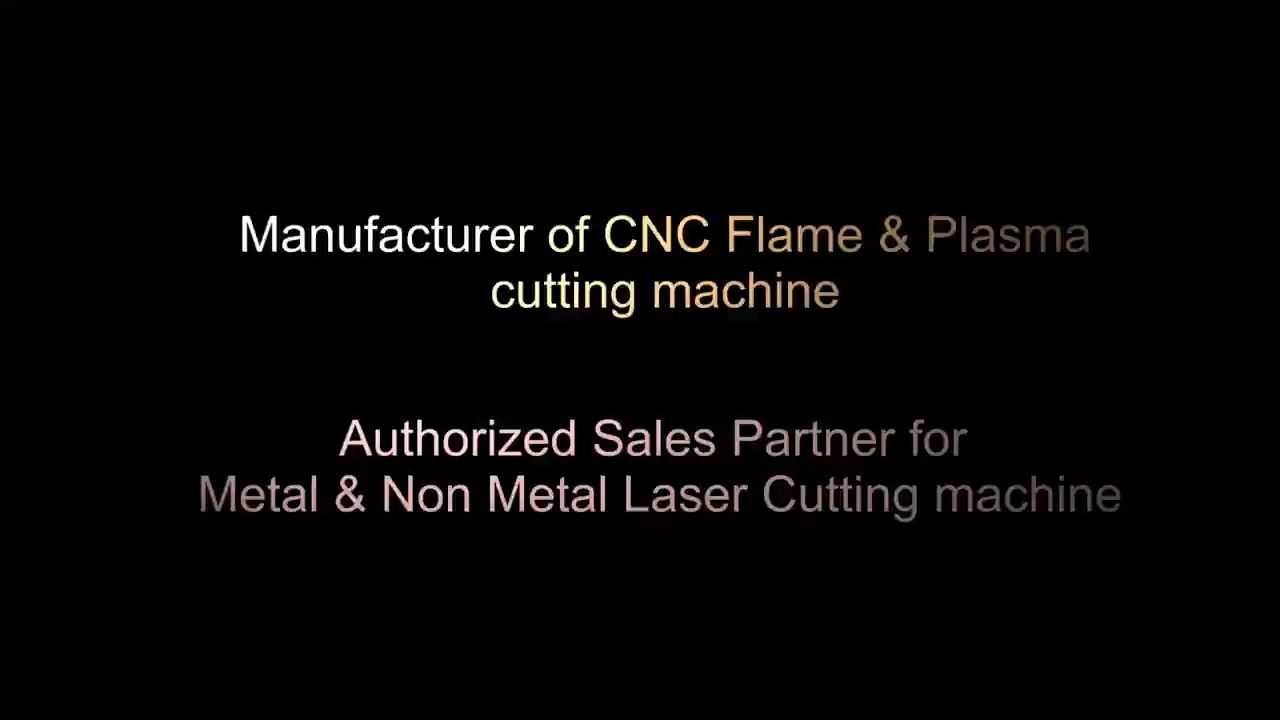 Manufacturer of CNC Flame & Plasma
cutting machine
Authorized Sales Partner for
Metal & Non Metal Laser Cutting machine